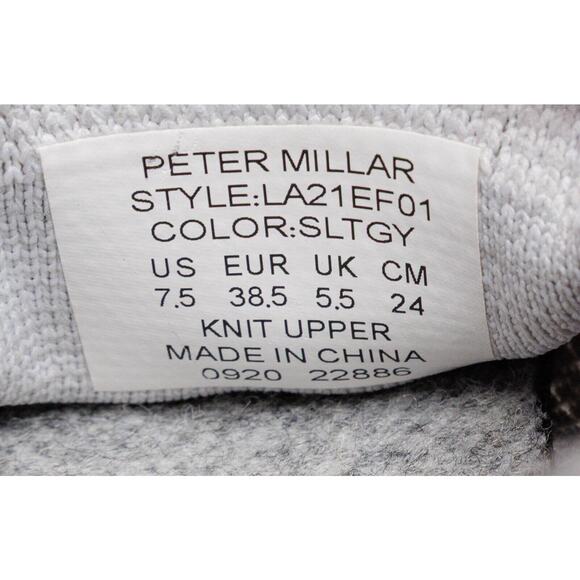 PETER MILLAR
STYLE:LA21EF01
COLOR:SLTGY
US EUR UK CM
7.5 38.5 5.5 24
KNIT UPPER
MADE IN CHINA
0920 22886